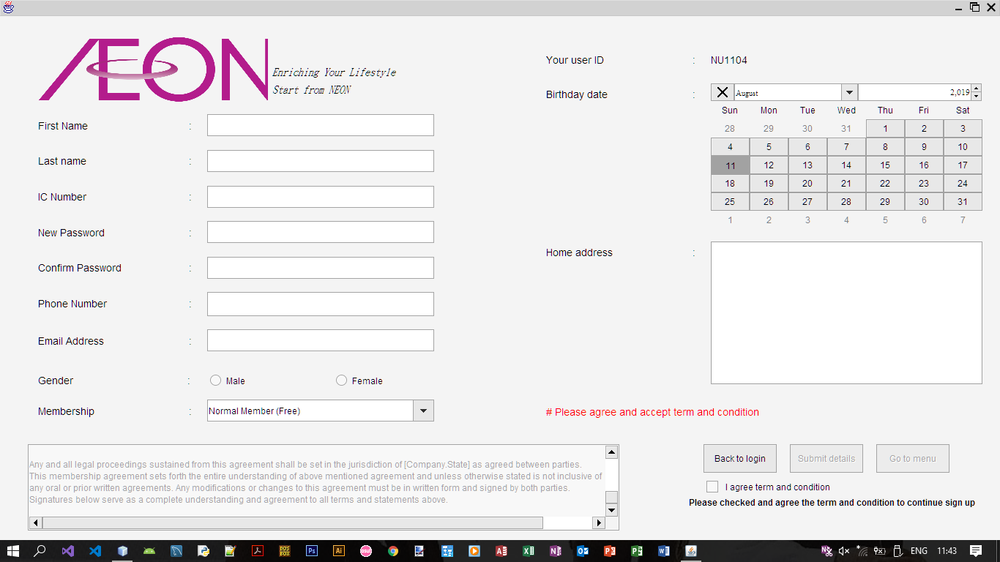 ÆON
Enriching Your Lifestyle
Start from NEON
First Name :
Last name :
IC Number :
New Password :
Confirm Password :
Phone Number :
Email Address :
Gender : Male Female
Membership : Normal Member (Free)
Any and all legal proceedings sustained from this agreement shall be set in the jurisdiction of [Company.State] as agreed between parties.
This membership agreement sets forth the entire understanding of above mentioned agreement and unless otherwise stated is not inclusive of
any oral or prior written agreements. Any modifications or changes to this agreement must be in written form and signed by both parties.
Signatures below serve as a complete understanding and agreement to all terms and statements above.
Your user ID : NU1104
Birthday date : August 2,019
Sun Mon Tue Wed Thu Fri Sat
28 29 30 31 1 2 3
4 5 6 7 8 9 10
11 12 13 14 15 16 17
18 19 20 21 22 23 24
25 26 27 28 29 30 31
1 2 3 4 5 6 7
Home address :
# Please agree and accept term and condition
Back to login Submit details Go to menu
I agree term and condition
Please checked and agree the term and condition to continue sign up
DOS BOX Ps Ai osu! ENG 11:43